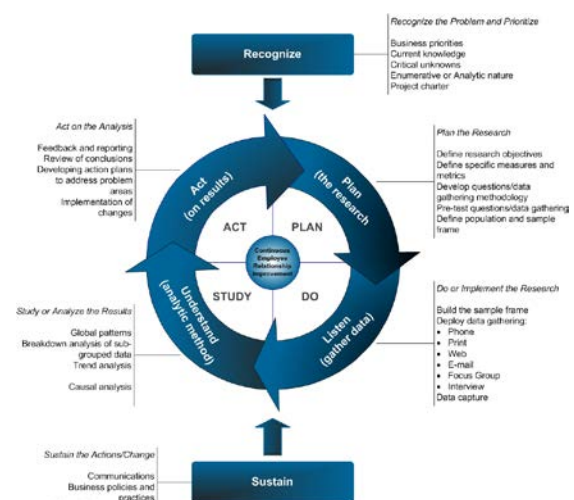 Recognize
Recognize the Problem and Prioritize
Business priorities
Current knowledge
Critical unknowns
Enumerative or Analytic nature
Project charter
Act on the Analysis
Feedback and reporting
Review of conclusions
Developing action plans
to address problem
areas
Implementation of
changes
Act
(on results)
Plan
(the research)
Plan the Research
Define research objectives
Define specific measures and
metrics
Develop questions/data
gathering methodology
Pre-test questions/data gathering
Define population and sample
frame
ACT
PLAN
Continuous
Employee
Relationship
Improvement
STUDY
DO
Understand
(analytic method)
Listen
(gather data)
Study or Analyze the Results
Global patterns
Breakdown analysis of sub-
grouped data
Trend analysis
Causal analysis
Do or Implement the Research
Build the sample frame
Deploy data gathering:
• Phone
• Print
• Web
• E-mail
• Focus Group
• Interview
Data capture
Sustain the Actions/Change
Communications
Business policies and
practices
Sustain